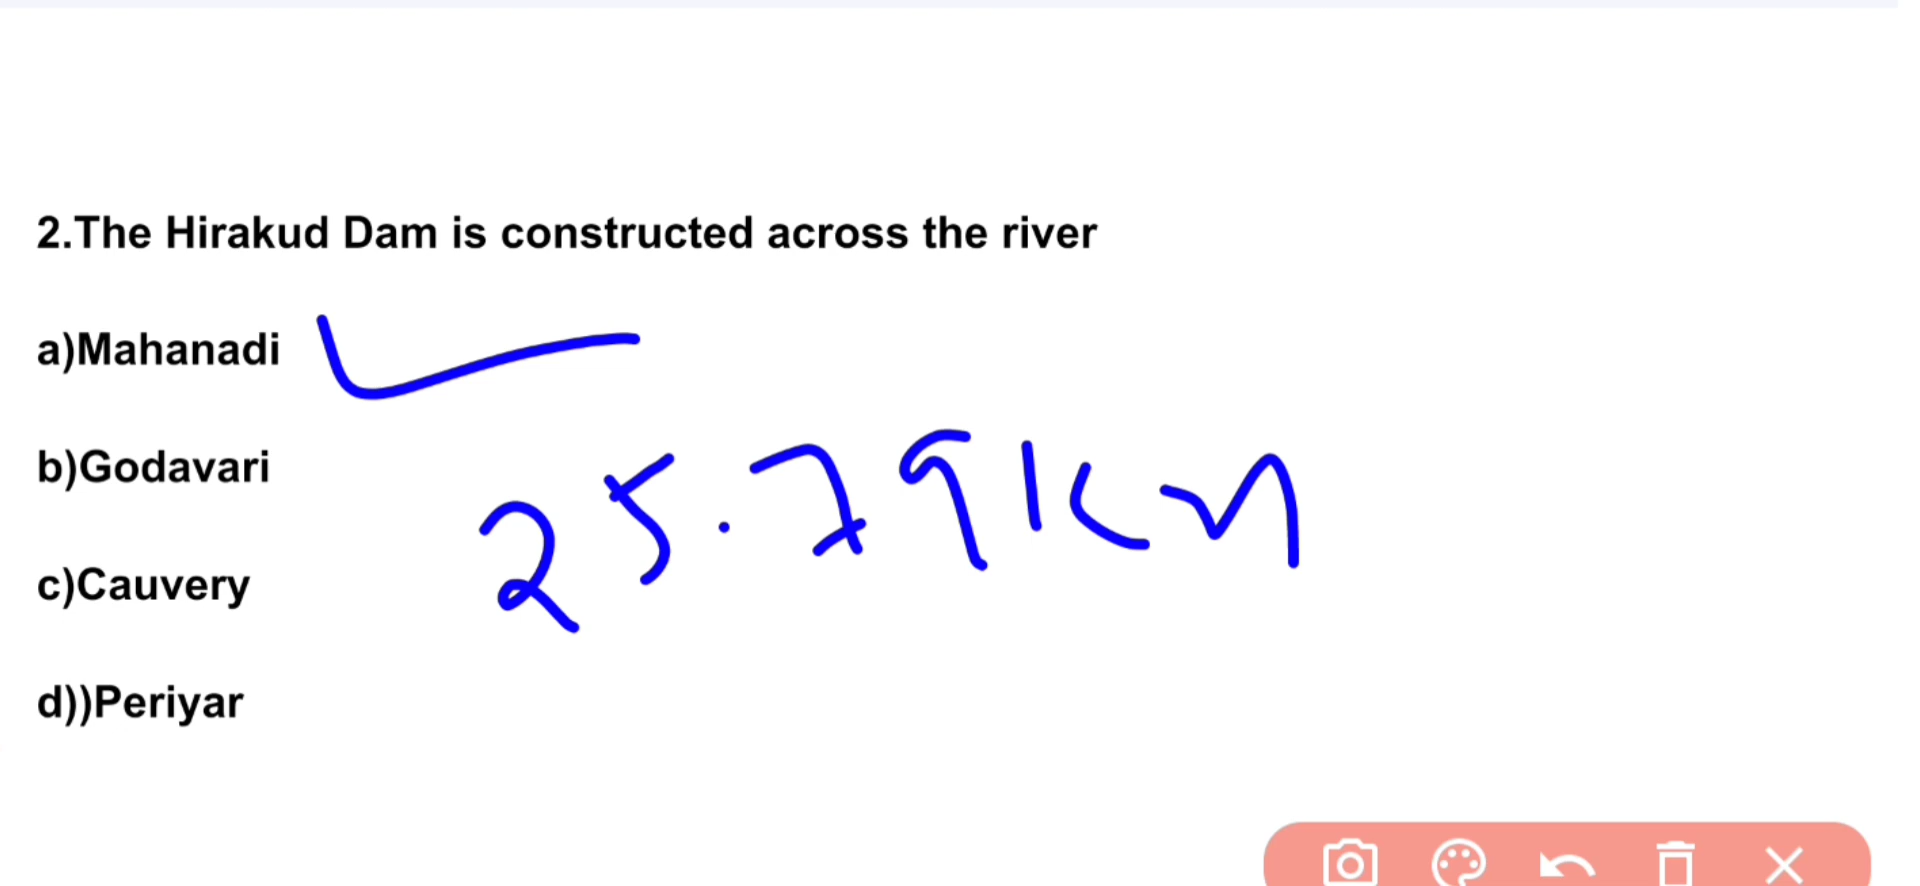 2.The Hirakud Dam is constructed across the river
a)Mahanadi
b)Godavari
25.79km
c)Cauvery
d))Periyar